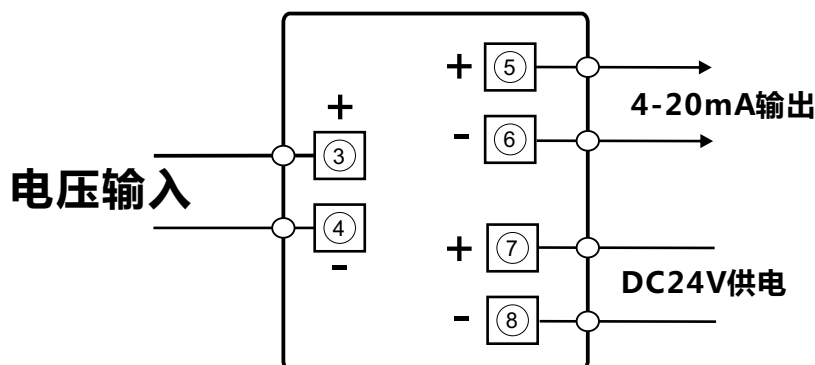 + ⑤
4-20mA输出
- ⑥
+
③
电压输入
④
-
+ ⑦
DC24V供电
- ⑧